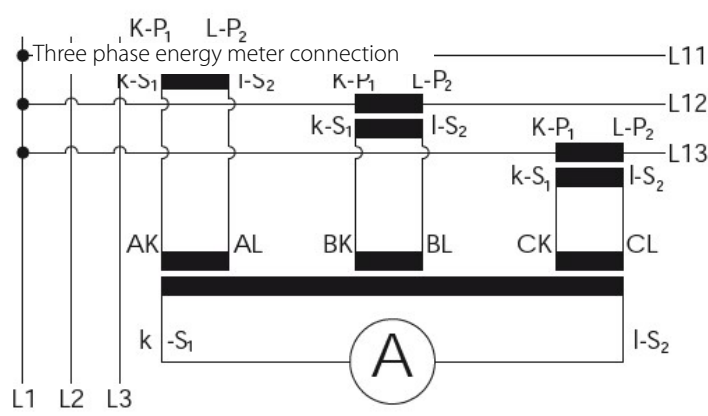 K-P₁ L-P₂
Three phase energy meter connection L11
k-S₁ l-S₂ K-P₁ L-P₂ L12
k-S₁ l-S₂ K-P₁ L-P₂ L13
k-S₁ l-S₂
AK AL BK BL CK CL
k -S₁ A l-S₂
L1 L2 L3